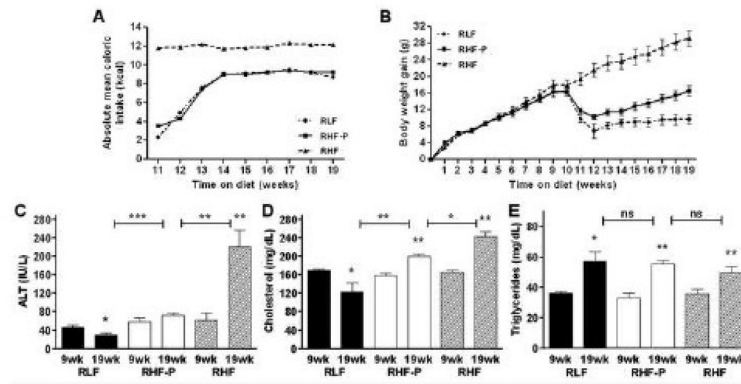 A
Absolute mean caloric
intake (kcal)
14
12
10
8
6
4
2
0
RLF
RHF-P
RHF
11 12 13 14 15 16 17 18 19
Time on diet (weeks)
B
Body weight gain (g)
32
28
24
20
16
12
8
4
0
RLF
RHF-P
RHF
1 2 3 4 5 6 7 8 9 10 11 12 13 14 15 16 17 18 19
Time on diet (weeks)
C
ALT (IU/L)
280
240
200
160
120
80
40
0
*** ** **
*
9wk 19wk 9wk 19wk 9wk 19wk
RLF RHF-P RHF
D
Cholesterol (mg/dL)
280
240
200
160
120
80
40
0
** * **
* **
9wk 19wk 9wk 19wk 9wk 19wk
RLF RHF-P RHF
E
Triglycerides (mg/dL)
80
60
40
20
0
ns ns
* ** **
9wk 19wk 9wk 19wk 9wk 19wk
RLF RHF-P RHF